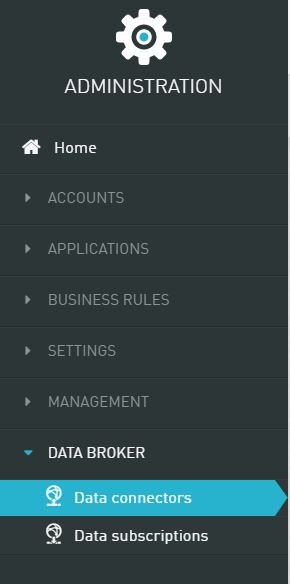 ADMINISTRATION
Home
ACCOUNTS
APPLICATIONS
BUSINESS RULES
SETTINGS
MANAGEMENT
DATA BROKER
Data connectors
Data subscriptions